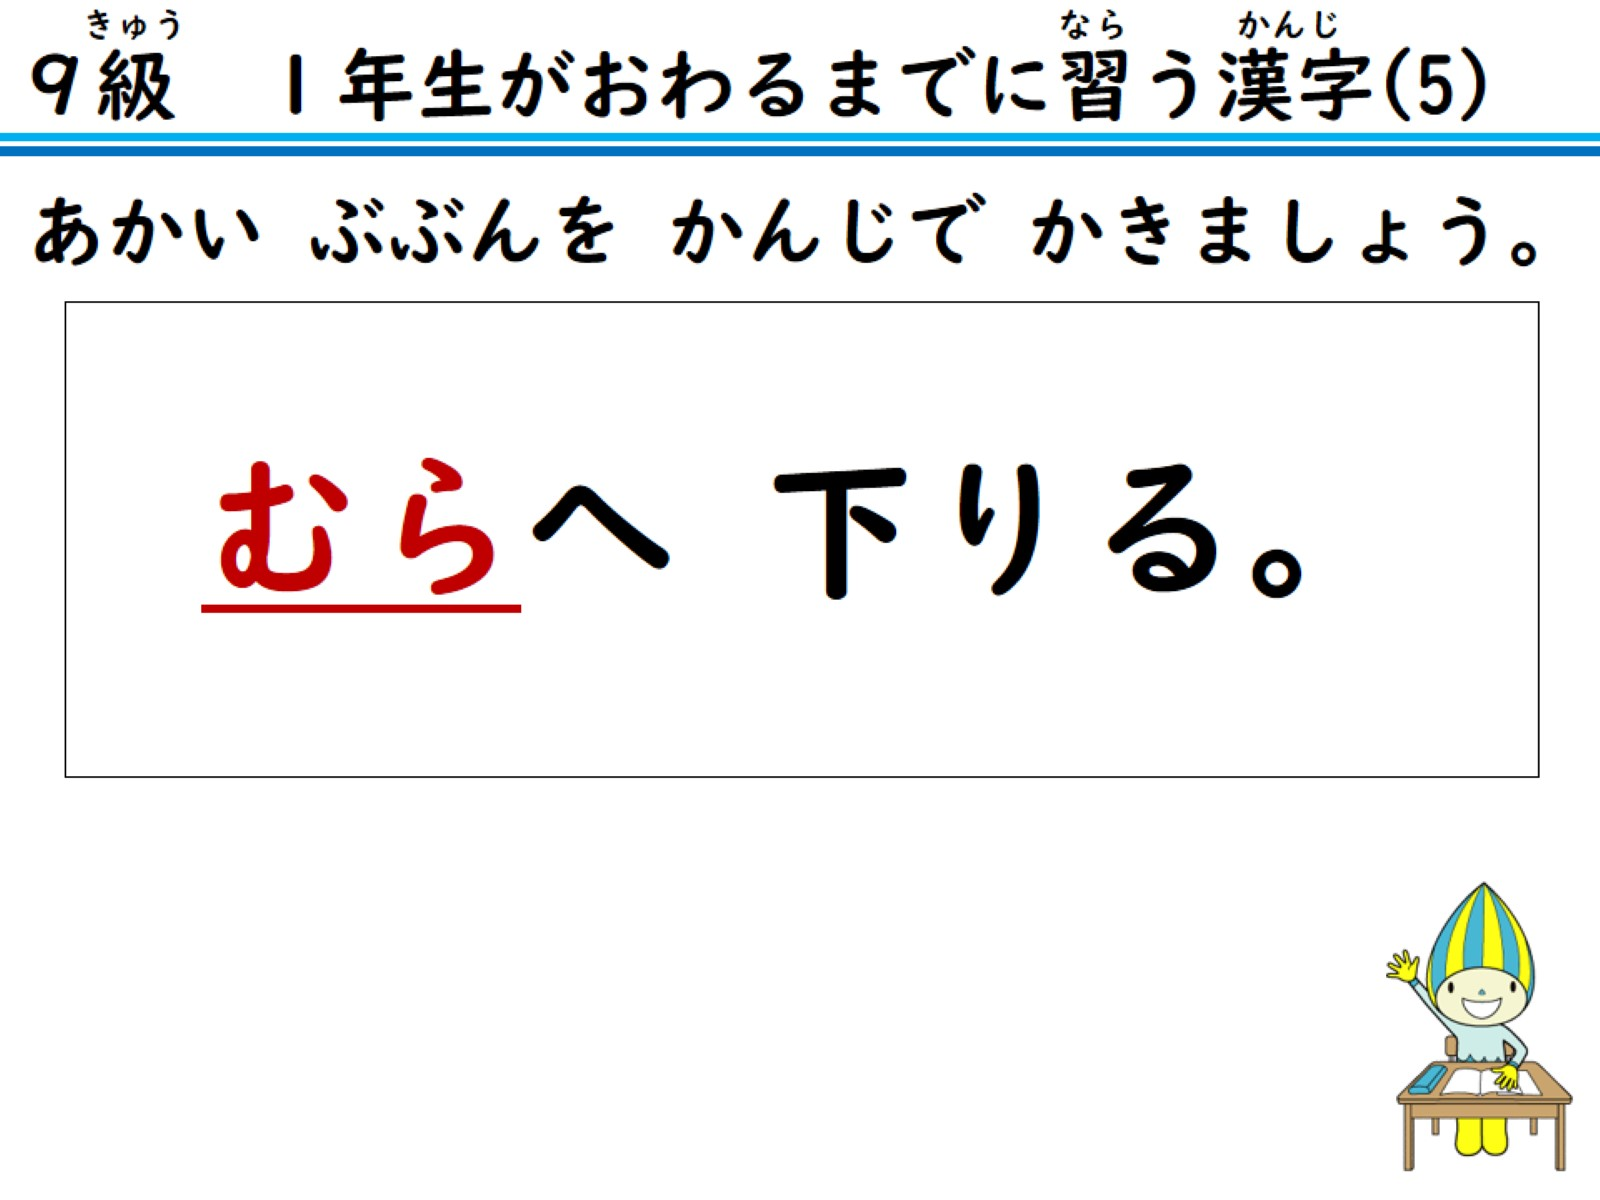 きゅう なら かんじ
9級 1年生がおわるまでに習う漢字(5)
あかい ぶぶんを かんじで かきましょう。
むらへ 下りる。